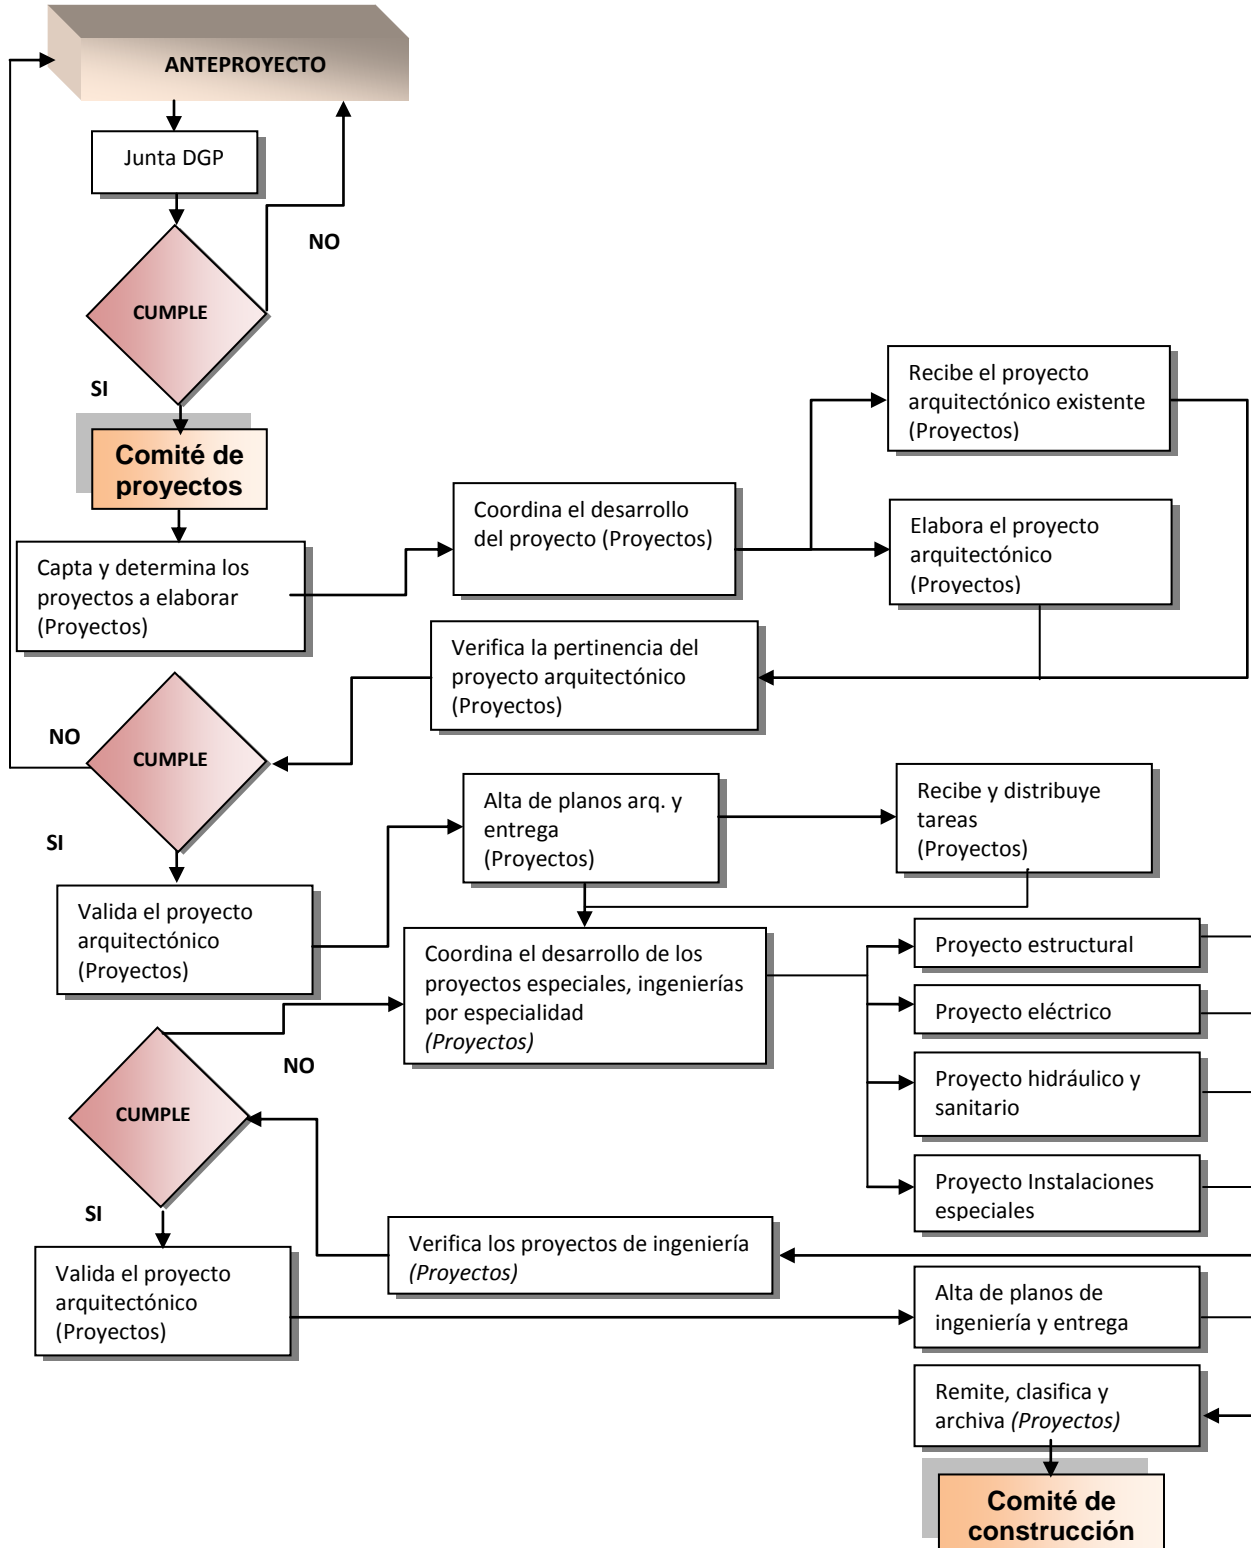 ANTEPROYECTO
Junta DGP
NO
CUMPLE
SI
Comité de
proyectos
Capta y determina los
proyectos a elaborar
(Proyectos)
Coordina el desarrollo
del proyecto (Proyectos)
Recibe el proyecto
arquitectónico existente
(Proyectos)
Elabora el proyecto
arquitectónico
(Proyectos)
Verifica la pertinencia del
proyecto arquitectónico
(Proyectos)
NO
CUMPLE
SI
Valida el proyecto
arquitectónico
(Proyectos)
Alta de planos arq. y
entrega
(Proyectos)
Recibe y distribuye
tareas
(Proyectos)
Coordina el desarrollo de los
proyectos especiales, ingenierías
por especialidad
(Proyectos)
Proyecto estructural
Proyecto eléctrico
Proyecto hidráulico y
sanitario
Proyecto Instalaciones
especiales
NO
CUMPLE
SI
Verifica los proyectos de ingeniería
(Proyectos)
Valida el proyecto
arquitectónico
(Proyectos)
Alta de planos de
ingeniería y entrega
Remite, clasifica y
archiva (Proyectos)
Comité de
construcción